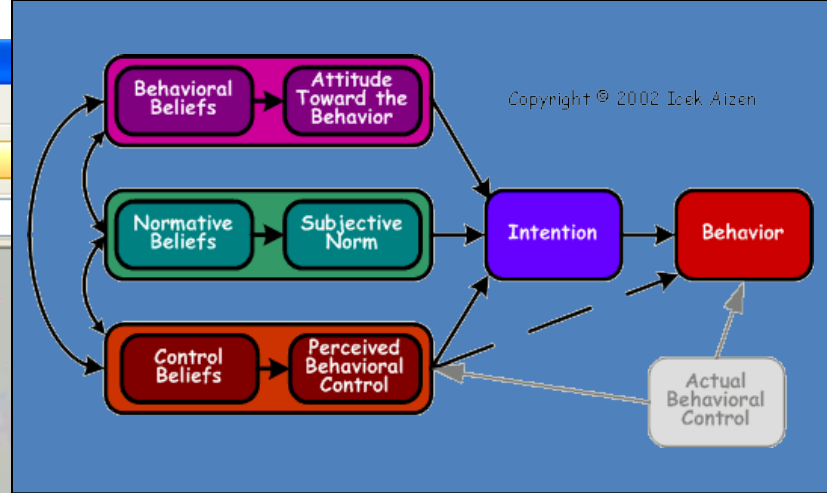 Behavioral
Beliefs
Attitude
Toward the
Behavior
Copyright © 2002 Icek Aizen
Normative
Beliefs
Subjective
Norm
Intention
Behavior
Control
Beliefs
Perceived
Behavioral
Control
Actual
Behavioral
Control